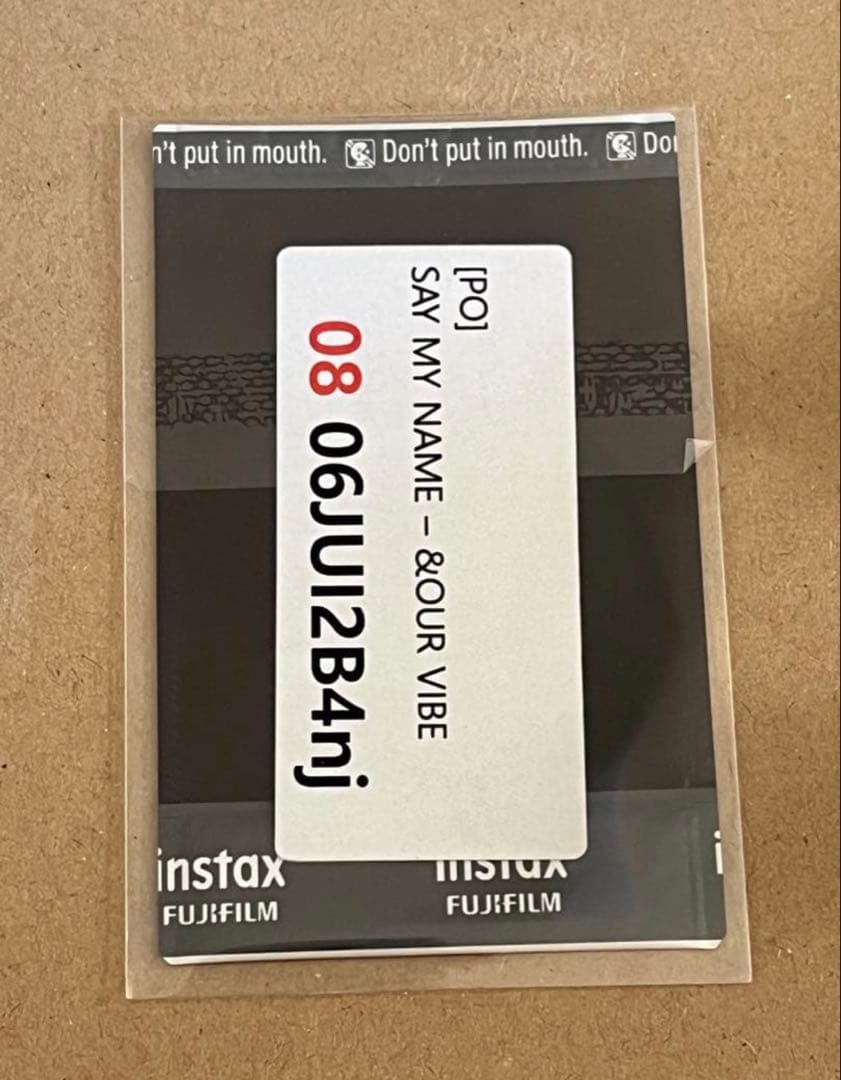 n't put in mouth. Don't put in mouth. Do
[PO]
SAY MY NAME – &OUR VIBE
08 06JUI2B4nj
instax instax i
FUJIFILM FUJIFILM